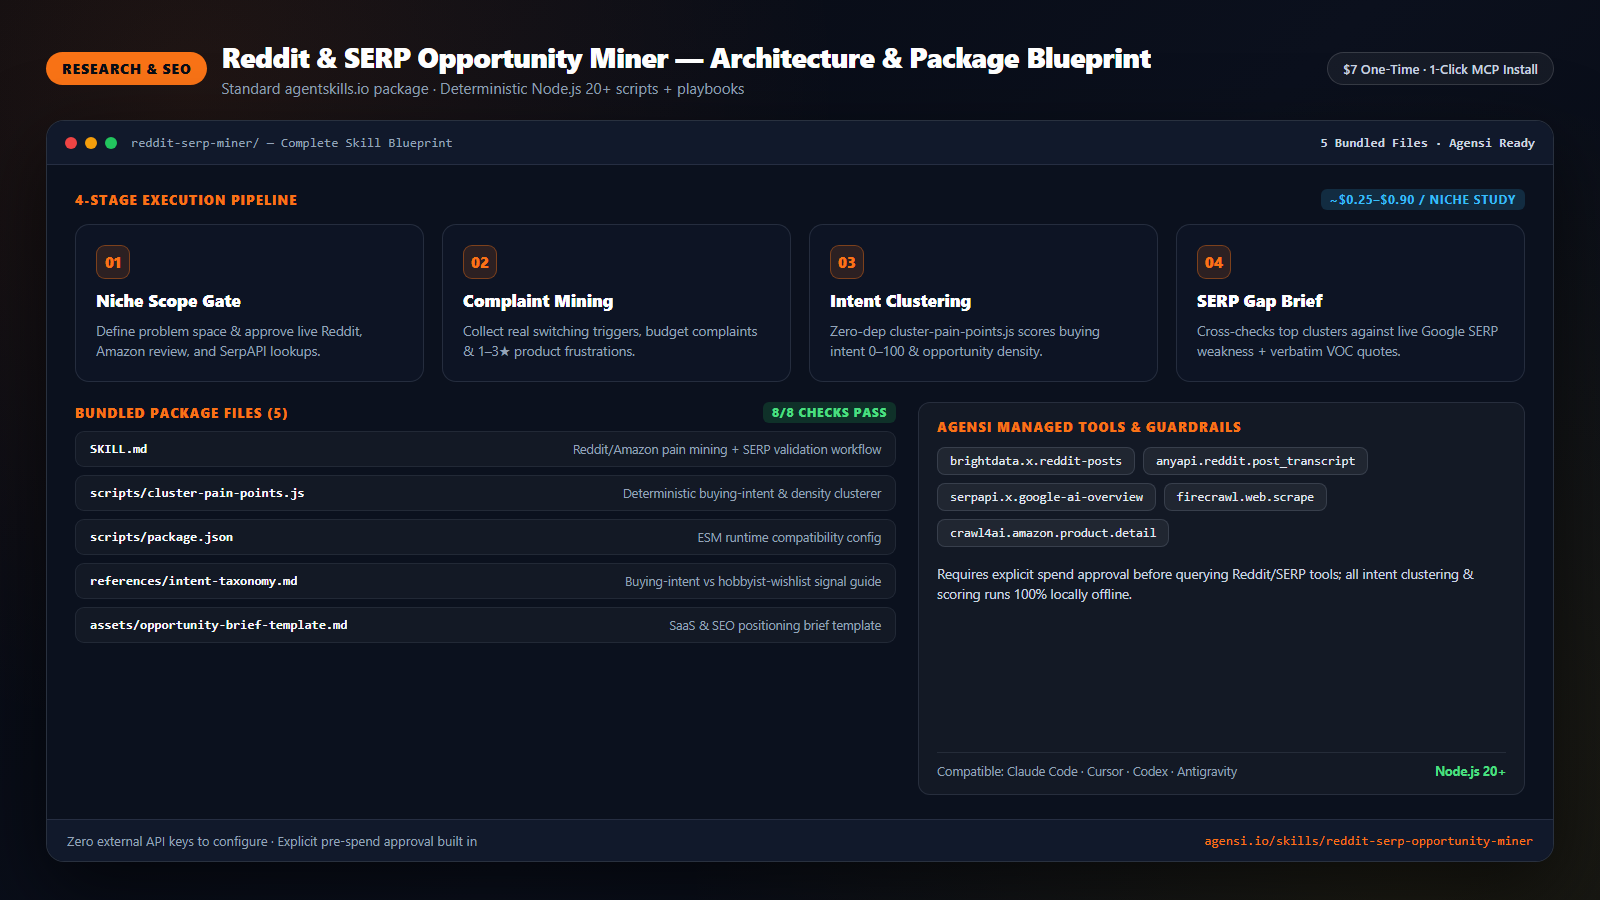 RESEARCH & SEO
Reddit & SERP Opportunity Miner — Architecture & Package Blueprint
Standard agentskills.io package · Deterministic Node.js 20+ scripts + playbooks
$7 One-Time · 1-Click MCP Install
reddit-serp-miner/ — Complete Skill Blueprint
5 Bundled Files · Agensi Ready
4-STAGE EXECUTION PIPELINE
~$0.25–$0.90 / NICHE STUDY
01
Niche Scope Gate
Define problem space & approve live Reddit,
Amazon review, and SerpAPI lookups.
02
Complaint Mining
Collect real switching triggers, budget complaints
& 1–3★ product frustrations.
03
Intent Clustering
Zero-dep cluster-pain-points.js scores buying
intent 0–100 & opportunity density.
04
SERP Gap Brief
Cross-checks top clusters against live Google SERP
weakness + verbatim VOC quotes.
BUNDLED PACKAGE FILES (5)
8/8 CHECKS PASS
SKILL.md
Reddit/Amazon pain mining + SERP validation workflow
scripts/cluster-pain-points.js
Deterministic buying-intent & density clusterer
scripts/package.json
ESM runtime compatibility config
references/intent-taxonomy.md
Buying-intent vs hobbyist-wishlist signal guide
assets/opportunity-brief-template.md
SaaS & SEO positioning brief template
AGENSI MANAGED TOOLS & GUARDRAILS
brightdata.x.reddit-posts
anyapi.reddit.post_transcript
serpapi.x.google-ai-overview
firecrawl.web.scrape
crawl4ai.amazon.product.detail
Requires explicit spend approval before querying Reddit/SERP tools; all intent clustering &
scoring runs 100% locally offline.
Compatible: Claude Code · Cursor · Codex · Antigravity
Node.js 20+
Zero external API keys to configure · Explicit pre-spend approval built in
agensi.io/skills/reddit-serp-opportunity-miner